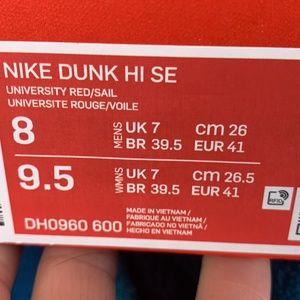 NIKE DUNK HI SE
UNIVERSITY RED/SAIL
UNIVERSITE ROUGE/VOILE
8 MENS UK 7 cm 26
BR 39.5 EUR 41
9.5 WMNS UK 7 cm 26.5
BR 39.5 EUR 41
RFID
DH0960 600
MADE IN VIETNAM/
FABRIQUÉ AU VIETNAM/
FABRICADO NO VIETNÃ/
HECHO EN VIETNAM